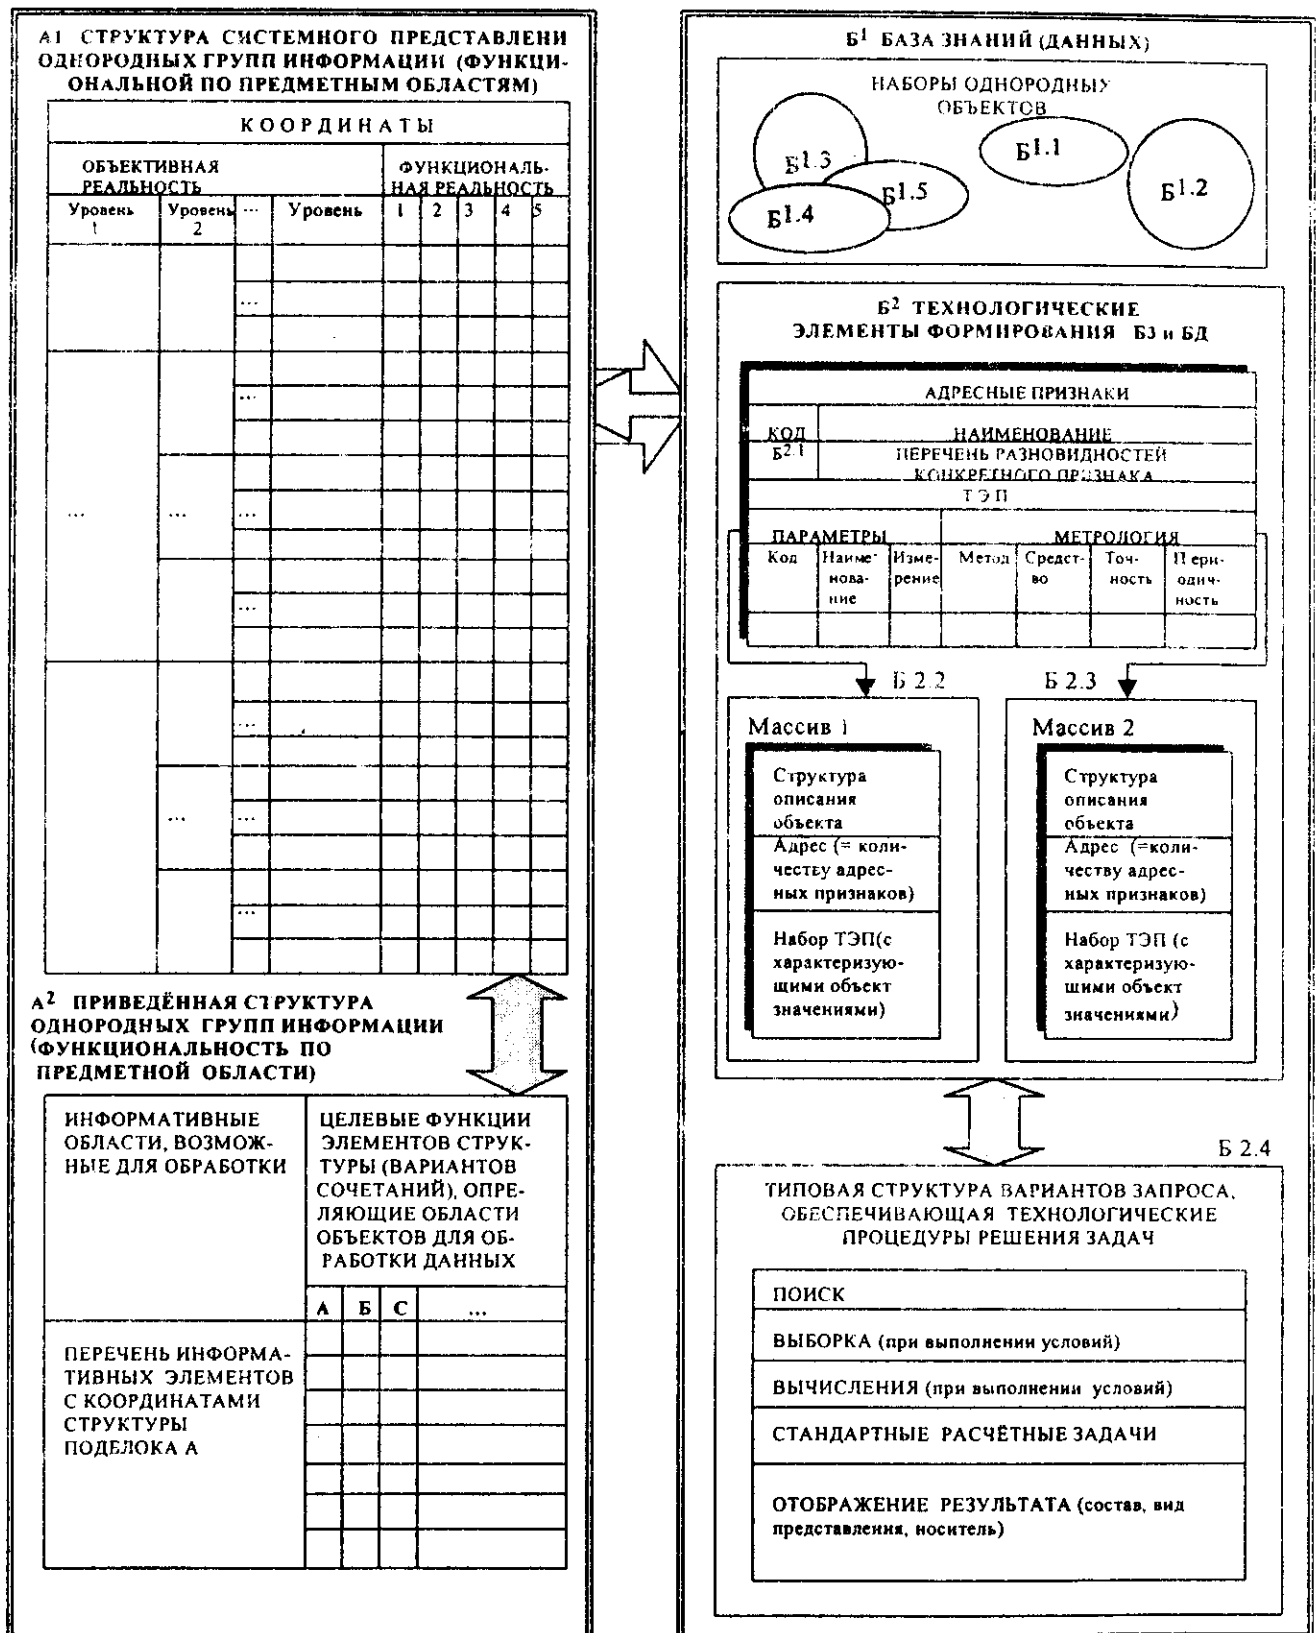 А1 СТРУКТУРА СИСТЕМНОГО ПРЕДСТАВЛЕНИ
ОДНОРОДНЫХ ГРУПП ИНФОРМАЦИИ (ФУНКЦИ-
ОНАЛЬНОЙ ПО ПРЕДМЕТНЫМ ОБЛАСТЯМ)
КООРДИНАТЫ
ОБЪЕКТИВНАЯ
РЕАЛЬНОСТЬ
ФУНКЦИОНАЛЬ-
НАЯ РЕАЛЬНОСТЬ
Уровень 1
Уровень 2
...
Уровень
1 2 3 4 5
...
...
... ... ...
...
...
... ...
...
А² ПРИВЕДЁННАЯ СТРУКТУРА
ОДНОРОДНЫХ ГРУПП ИНФОРМАЦИИ
(ФУНКЦИОНАЛЬНОСТЬ ПО
ПРЕДМЕТНОЙ ОБЛАСТИ)
ИНФОРМАТИВНЫЕ
ОБЛАСТИ, ВОЗМОЖ-
НЫЕ ДЛЯ ОБРАБОТКИ
ЦЕЛЕВЫЕ ФУНКЦИИ
ЭЛЕМЕНТОВ СТРУК-
ТУРЫ (ВАРИАНТОВ
СОЧЕТАНИЙ), ОПРЕ-
ЛЯЮЩИЕ ОБЛАСТИ
ОБЪЕКТОВ ДЛЯ ОБ-
РАБОТКИ ДАННЫХ
А Б С ...
ПЕРЕЧЕНЬ ИНФОРМА-
ТИВНЫХ ЭЛЕМЕНТОВ
С КООРДИНАТАМИ
СТРУКТУРЫ
ПОДЕЛОКА А
Б¹ БАЗА ЗНАНИЙ (ДАННЫХ)
НАБОРЫ ОДНОРОДНЫХ
ОБЪЕКТОВ
Б1.3
Б1.1
Б1.5
Б1.2
Б1.4
Б² ТЕХНОЛОГИЧЕСКИЕ
ЭЛЕМЕНТЫ ФОРМИРОВАНИЯ БЗ и БД
АДРЕСНЫЕ ПРИЗНАКИ
КОД НАИМЕНОВАНИЕ
Б2.1 ПЕРЕЧЕНЬ РАЗНОВИДНОСТЕЙ
КОНКРЕТНОГО ПРИЗНАКА
ТЭП
ПАРАМЕТРЫ МЕТРОЛОГИЯ
Код
Наиме-
нова-
ние
Изме-
рение
Метод
Средст-
во
Точ-
ность
Пери-
одич-
ность
Б 2.2
Б 2.3
Массив 1
Структура
описания
объекта
Адрес (= коли-
честву адрес-
ных признаков)
Набор ТЭП(с
характеризую-
щими объект
значениями)
Массив 2
Структура
описания
объекта
Адрес (=коли-
честву адрес-
ных признаков)
Набор ТЭП (с
характеризую-
щими объект
значениями)
Б 2.4
ТИПОВАЯ СТРУКТУРА ВАРИАНТОВ ЗАПРОСА,
ОБЕСПЕЧИВАЮЩАЯ ТЕХНОЛОГИЧЕСКИЕ
ПРОЦЕДУРЫ РЕШЕНИЯ ЗАДАЧ
ПОИСК
ВЫБОРКА (при выполнении условий)
ВЫЧИСЛЕНИЯ (при выполнении условий)
СТАНДАРТНЫЕ РАСЧЁТНЫЕ ЗАДАЧИ
ОТОБРАЖЕНИЕ РЕЗУЛЬТАТА (состав, вид
представления, носитель)